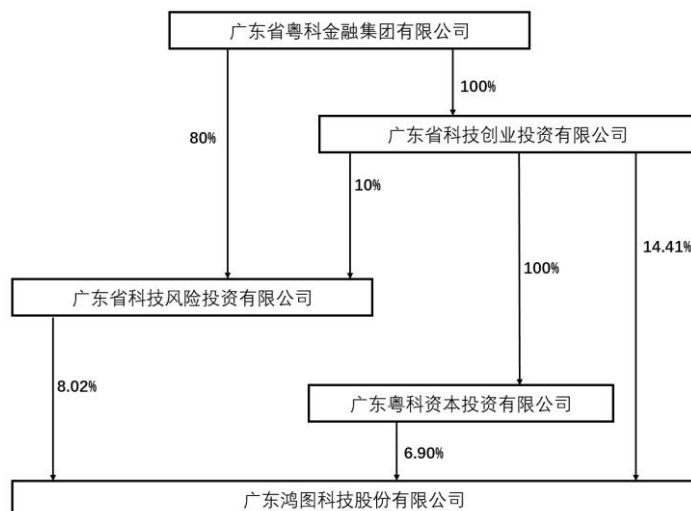 广东省粤科金融集团有限公司
100%
广东省科技创业投资有限公司
80%
10%
14.41%
100%
广东省科技风险投资有限公司
8.02%
广东粤科资本投资有限公司
6.90%
广东鸿图科技股份有限公司